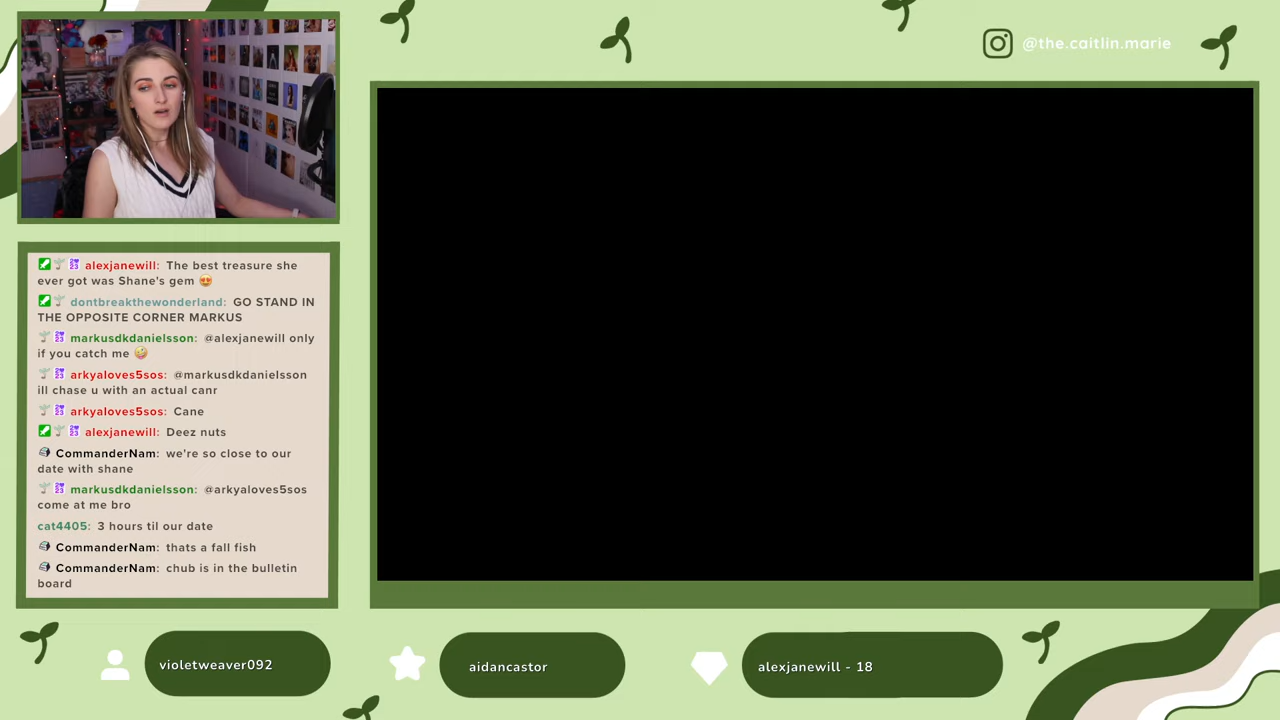 @the.caitlin.marie
alexjanewill: The best treasure she
ever got was Shane's gem 😍
dontbreakthewonderland: GO STAND IN
THE OPPOSITE CORNER MARKUS
markusdkdanielsson: @alexjanewill only
if you catch me 🤪
arkyaloves5sos: @markusdkdanielsson
ill chase u with an actual canr
arkyaloves5sos: Cane
alexjanewill: Deez nuts
CommanderNam: we're so close to our
date with shane
markusdkdanielsson: @arkyaloves5sos
come at me bro
cat4405: 3 hours til our date
CommanderNam: thats a fall fish
CommanderNam: chub is in the bulletin
board
violetweaver092
aidancastor
alexjanewill - 18